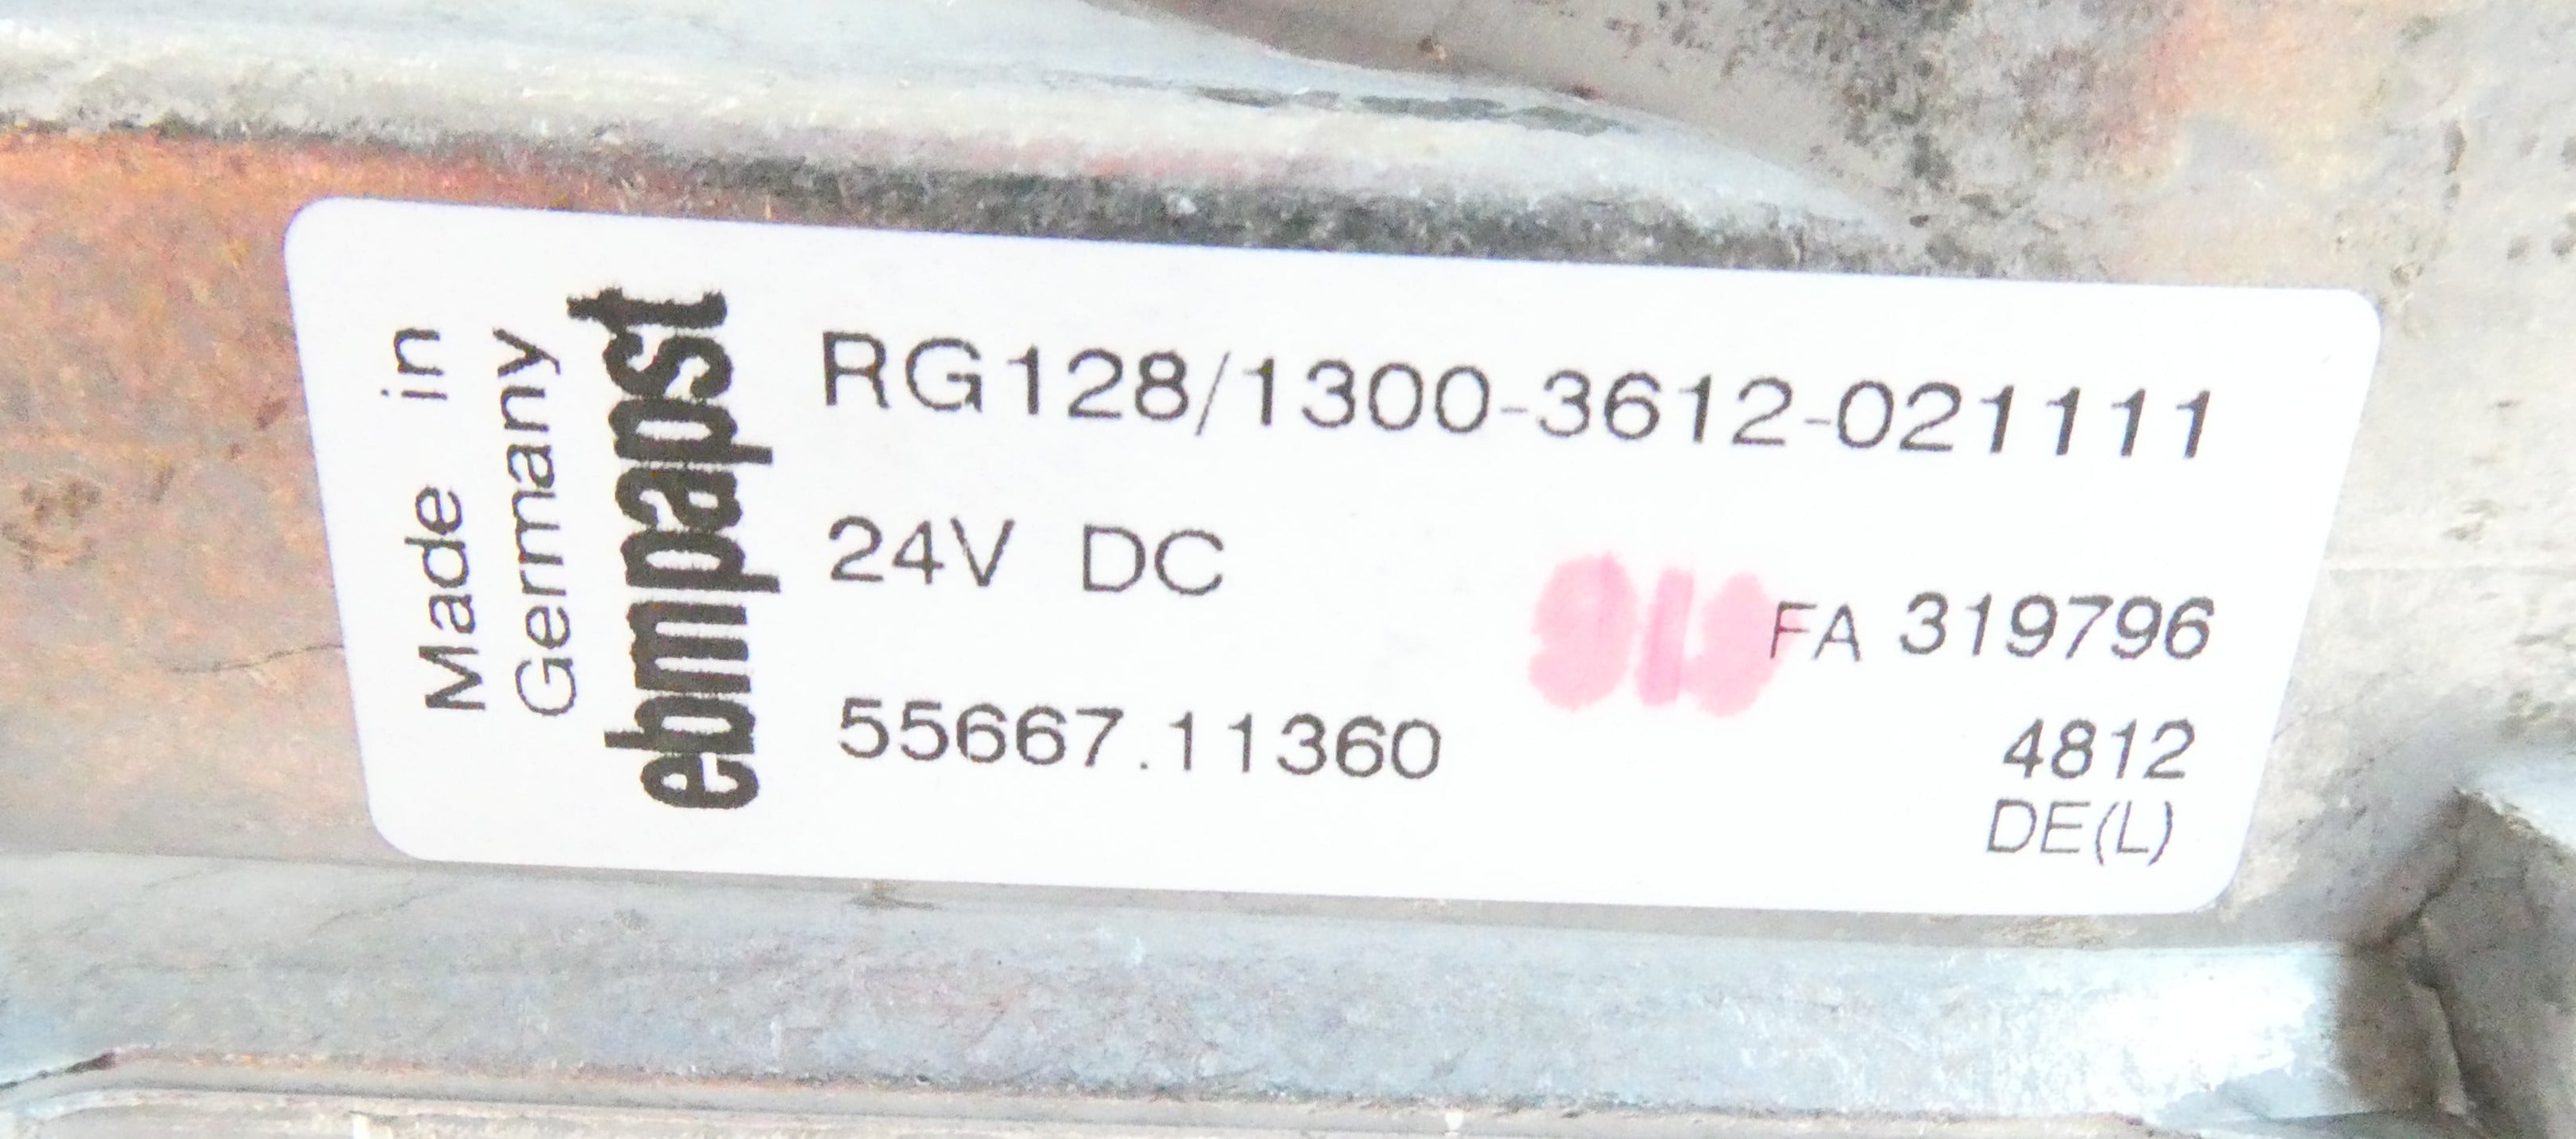 Made in
Germany
ebmpapst
RG128/1300-3612-021111
24V DC
FA 319796
55667.11360
4812
DE(L)